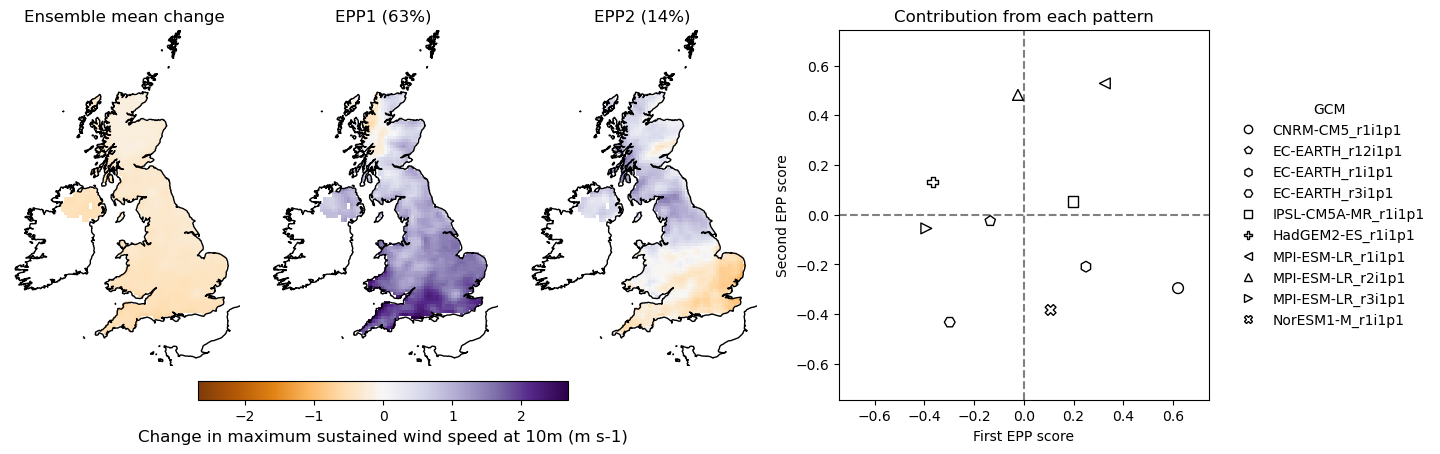 Ensemble mean change
EPP1 (63%)
EPP2 (14%)
−2 −1 0 1 2
Change in maximum sustained wind speed at 10m (m s-1)
Contribution from each pattern
Second EPP score
0.6
0.4
0.2
0.0
−0.2
−0.4
−0.6
−0.6 −0.4 −0.2 0.0 0.2 0.4 0.6
First EPP score
GCM
CNRM-CM5_r1i1p1
EC-EARTH_r12i1p1
EC-EARTH_r1i1p1
EC-EARTH_r3i1p1
IPSL-CM5A-MR_r1i1p1
HadGEM2-ES_r1i1p1
MPI-ESM-LR_r1i1p1
MPI-ESM-LR_r2i1p1
MPI-ESM-LR_r3i1p1
NorESM1-M_r1i1p1